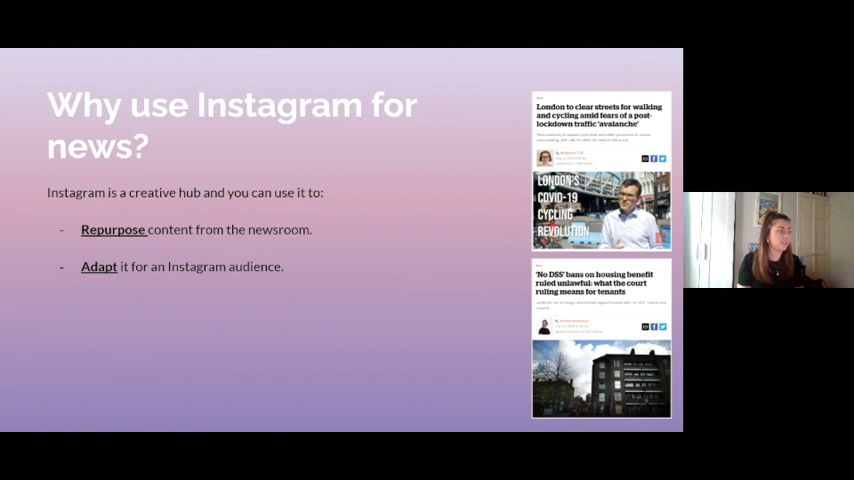 Why use Instagram for
news?
Instagram is a creative hub and you can use it to:
- Repurpose content from the newsroom.
- Adapt it for an Instagram audience.
London to clear streets for walking
and cycling amid fears of a post-
lockdown traffic 'avalanche'
LONDON'S
COVID-19
CYCLING
REVOLUTION
'No DSS' bans on housing benefit
ruled unlawful: what the court
ruling means for tenants